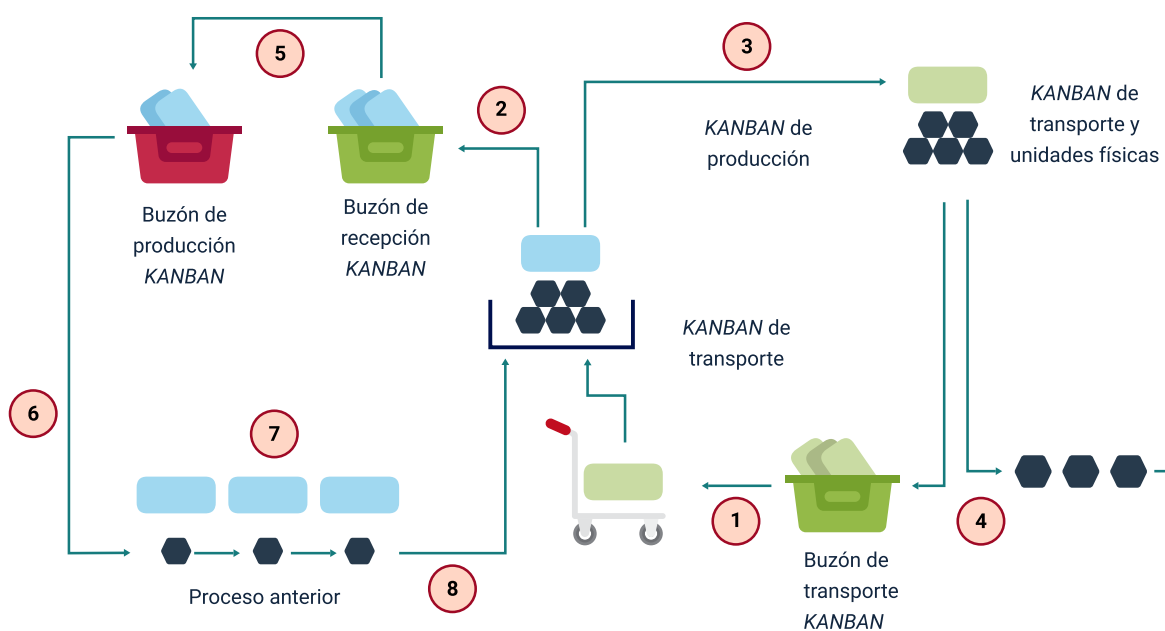 3
5
KANBAN de
transporte y
unidades físicas
2
KANBAN de
producción
Buzón de
producción
KANBAN
Buzón de
recepción
KANBAN
KANBAN de
transporte
6
7
1
4
Proceso anterior
8
Buzón de
transporte
KANBAN